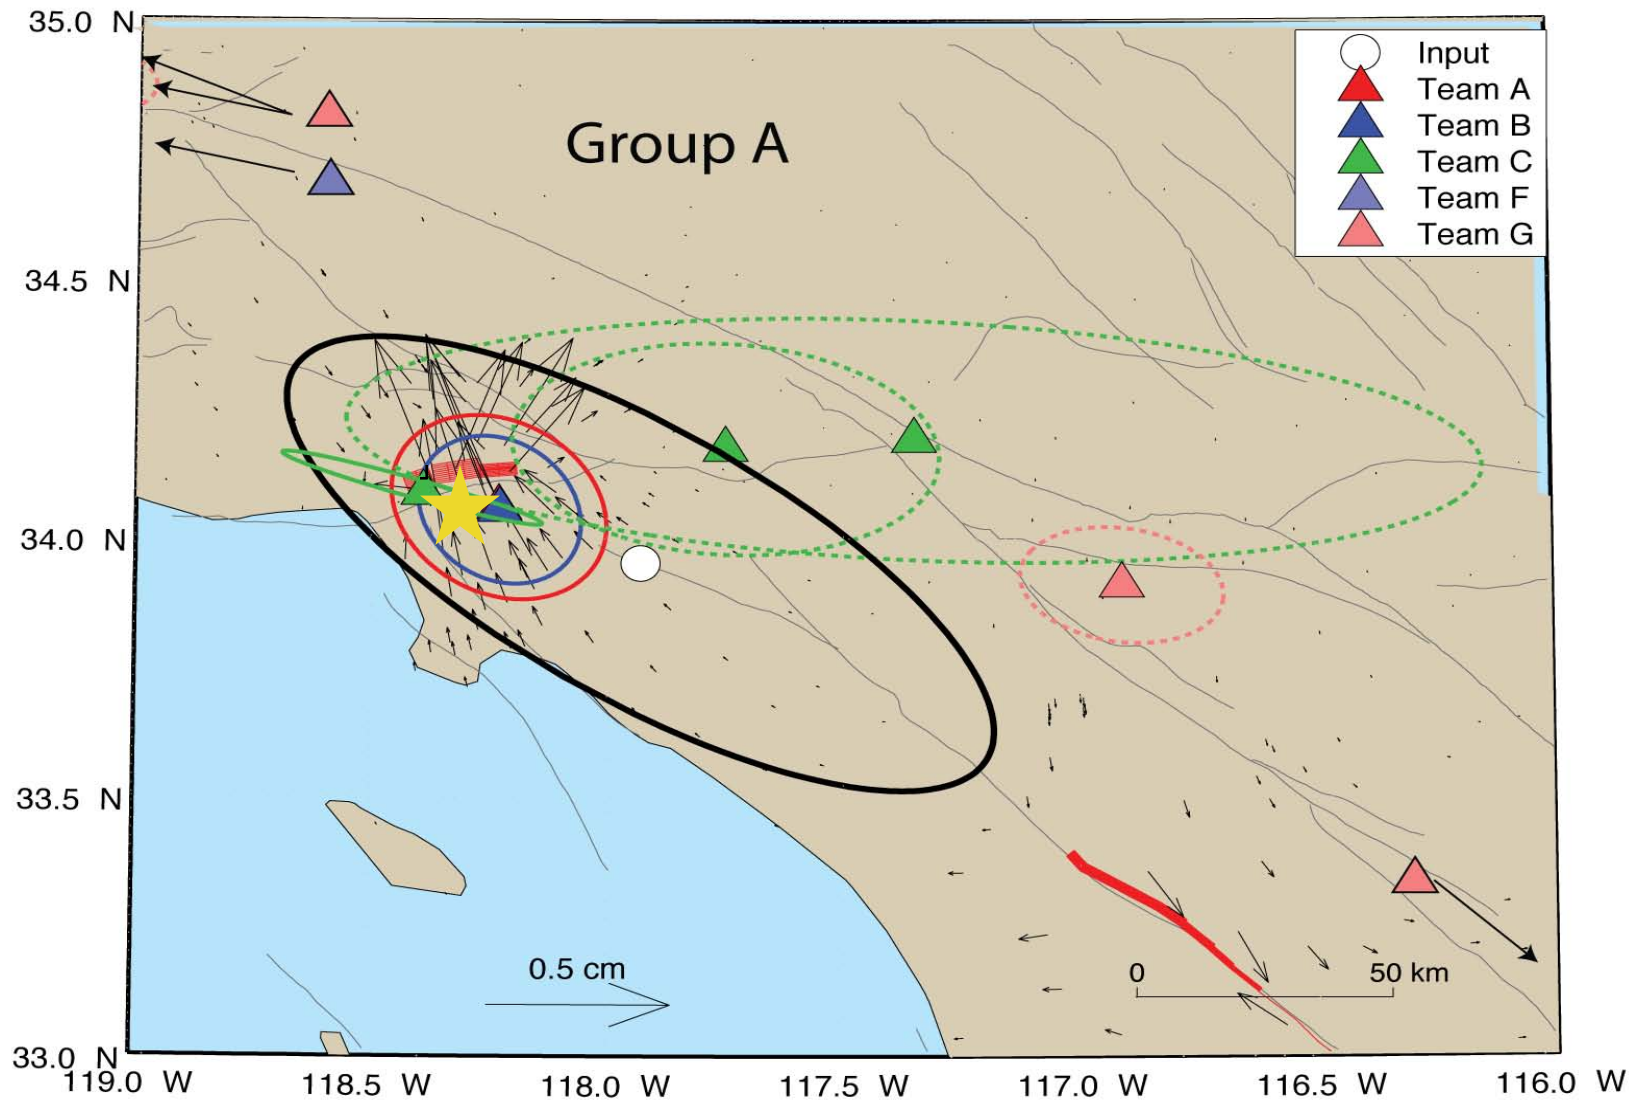 35.0 N
Input
Team A
Team B
Team C
Team F
Team G
Group A
34.5 N
34.0 N
33.5 N
0.5 cm
0 50 km
33.0 N
119.0 W 118.5 W 118.0 W 117.5 W 117.0 W 116.5 W 116.0 W